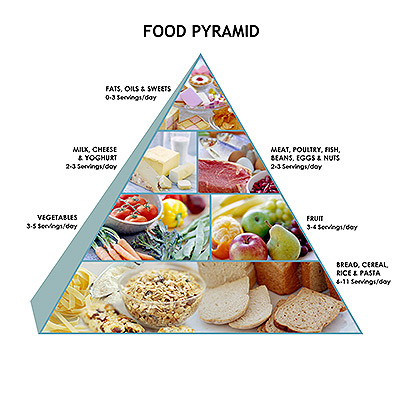 FOOD PYRAMID
FATS, OILS & SWEETS
0-3 Servings/day
MILK, CHEESE
& YOGHURT
2-3 Servings/day
MEAT, POULTRY, FISH,
BEANS, EGGS & NUTS
2-3 Servings/day
VEGETABLES
3-5 Servings/day
FRUIT
3-4 Servings/day
BREAD, CEREAL,
RICE & PASTA
6-11 Servings/day